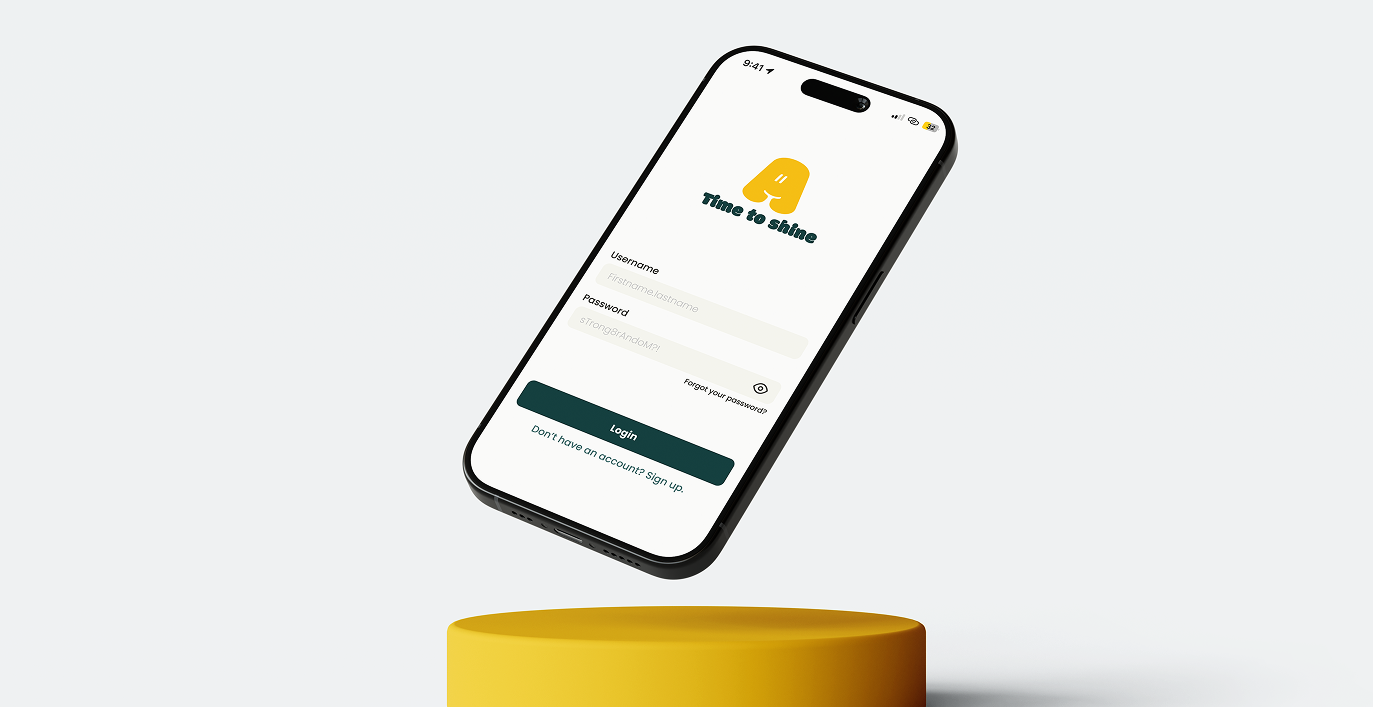 9:41
32
Time to shine
Username
Firstname.lastname
Password
sTrong8rAndoM?!
Forgot your password?
Login
Don't have an account? Sign up.